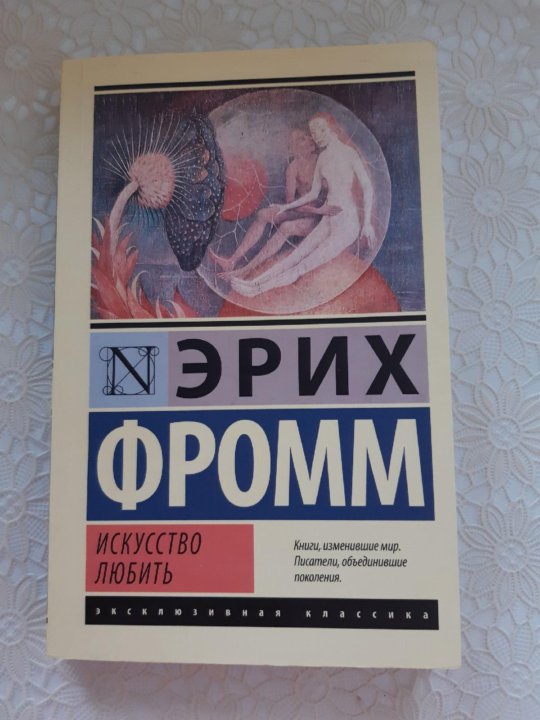 N
ЭРИХ
ФРОММ
ИСКУССТВО
ЛЮБИТЬ
Книги, изменившие мир.
Писатели, объединившие
поколения.
эксклюзивная классика